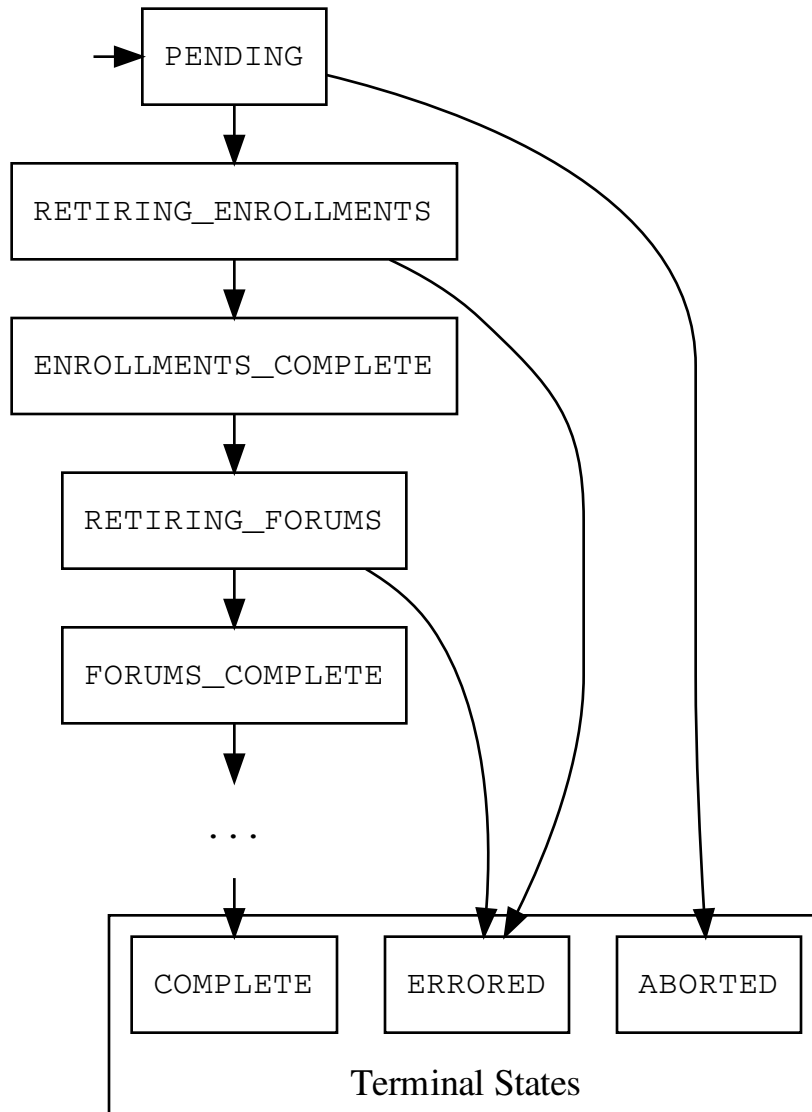 PENDING
RETIRING_ENROLLMENTS
ENROLLMENTS_COMPLETE
RETIRING_FORUMS
FORUMS_COMPLETE
...
COMPLETE
ERRORED
ABORTED
Terminal States